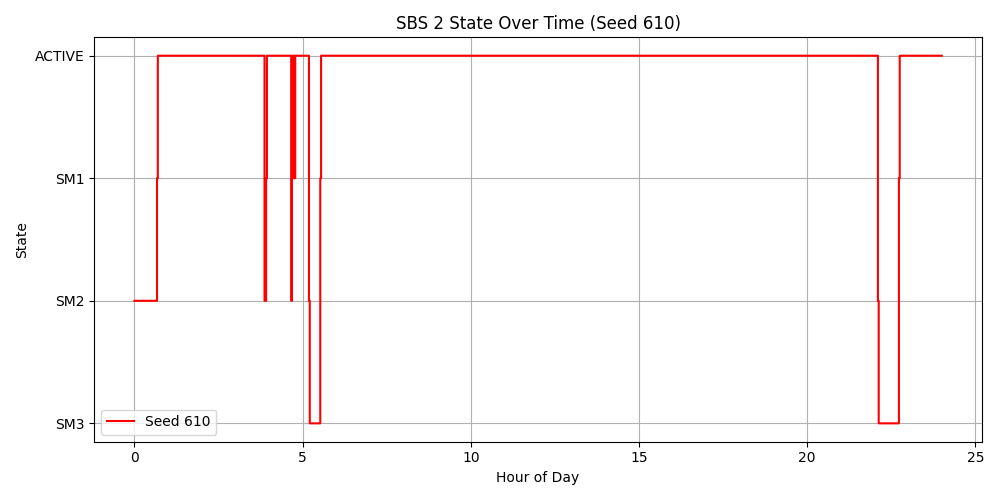 SBS 2 State Over Time (Seed 610)
ACTIVE
SM1
SM2
SM3
State
Seed 610
0 5 10 15 20 25
Hour of Day